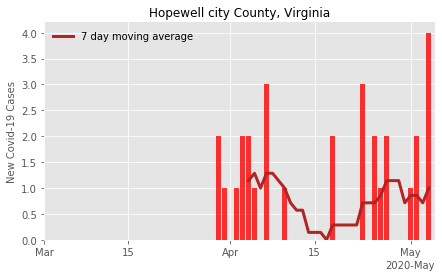 Hopewell city County, Virginia
7 day moving average
New Covid-19 Cases
4.0
3.5
3.0
2.5
2.0
1.5
1.0
0.5
0.0
Mar
15
Apr
15
May
2020-May